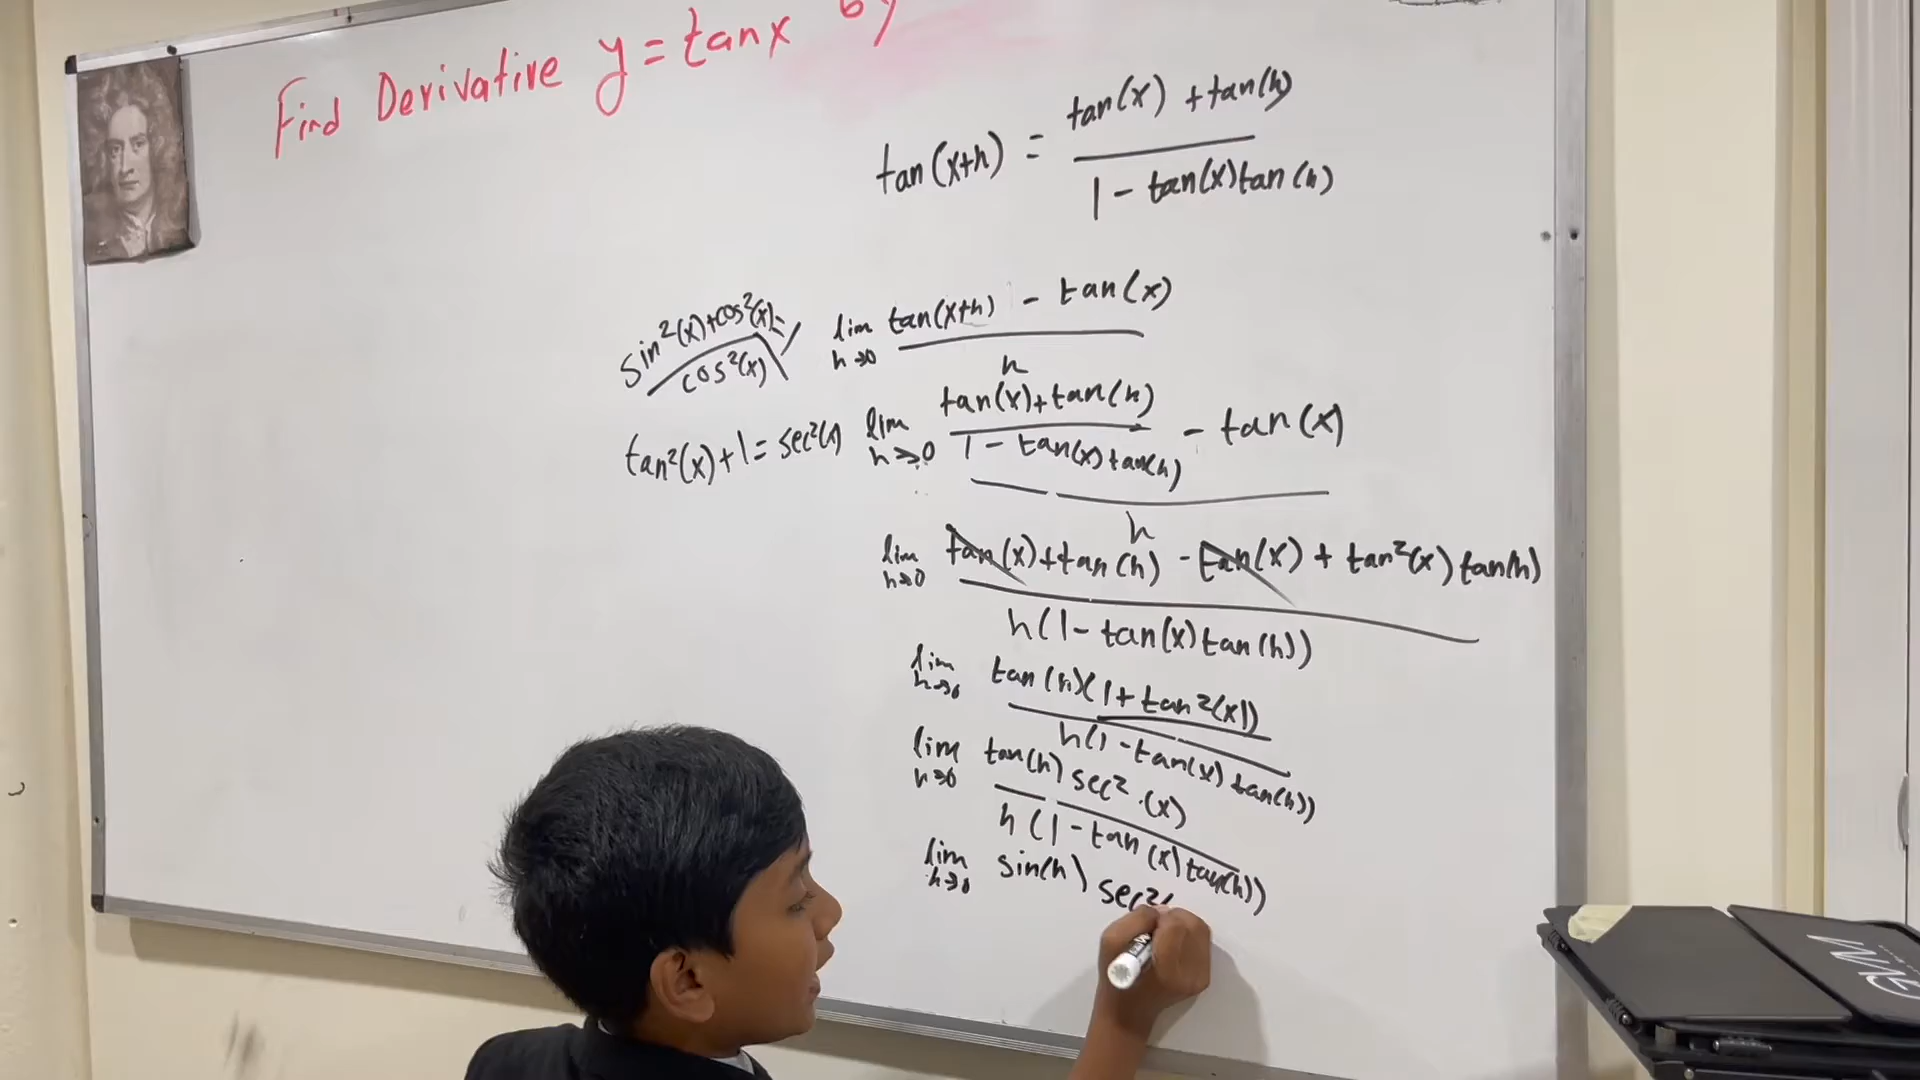 Find Derivative y = tanx by
tan(x+h) = tan(x) + tan(h)
1 - tan(x)tan(h)
sin²(x)+cos²(x)=1
cos²(x)
tan²(x)+1 = sec²(x)
lim h→0 tan(x+h) - tan(x)
h
lim h→0 tan(x)+tan(h)
1 - tan(x)tan(h)
- tan(x)
h
lim h→0 tan(x)+tan(h) - tan(x) + tan²(x)tan(h)
h(1 - tan(x)tan(h))
lim h→0 tan(h)(1+tan²(x))
h(1 - tan(x)tan(h))
lim h→0 tan(h) sec²·(x)
h(1 - tan(x)tan(h))
lim h→0 sin(h) sec²(